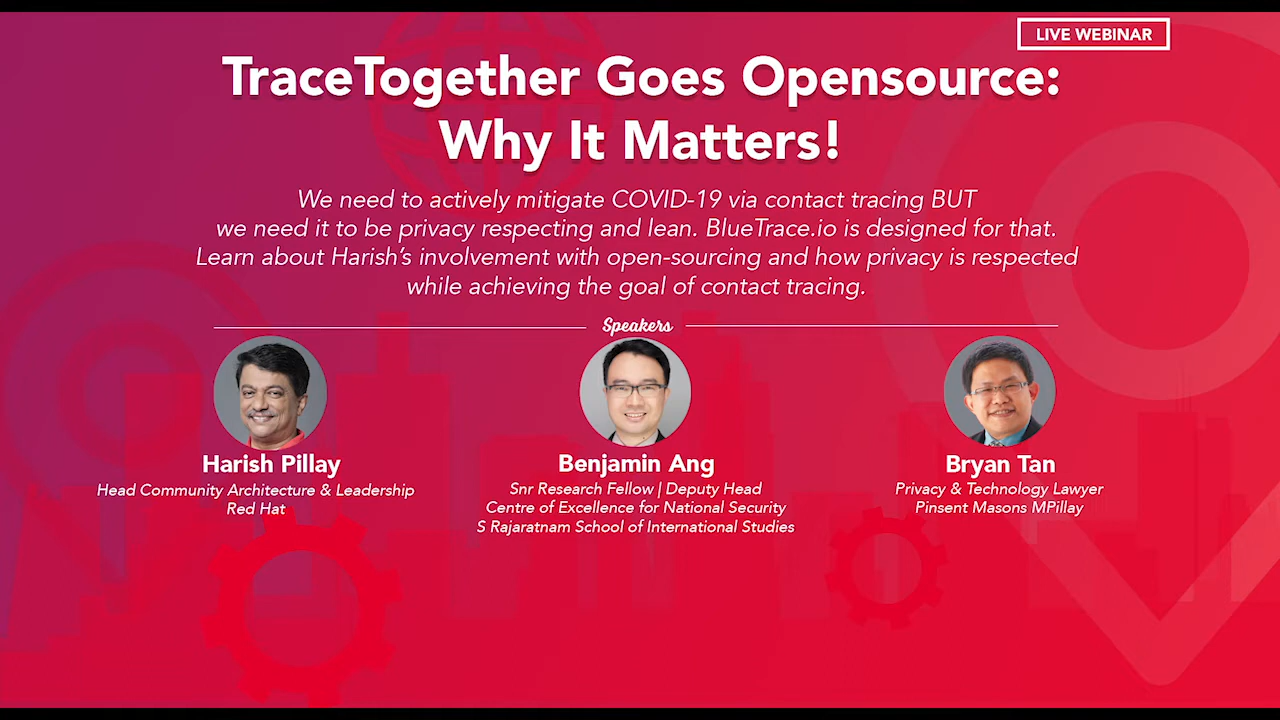 LIVE WEBINAR
TraceTogether Goes Opensource:
Why It Matters!
We need to actively mitigate COVID-19 via contact tracing BUT
we need it to be privacy respecting and lean. BlueTrace.io is designed for that.
Learn about Harish’s involvement with open-sourcing and how privacy is respected
while achieving the goal of contact tracing.
Speakers
Harish Pillay
Head Community Architecture & Leadership
Red Hat
Benjamin Ang
Snr Research Fellow | Deputy Head
Centre of Excellence for National Security
S Rajaratnam School of International Studies
Bryan Tan
Privacy & Technology Lawyer
Pinsent Masons MPillay